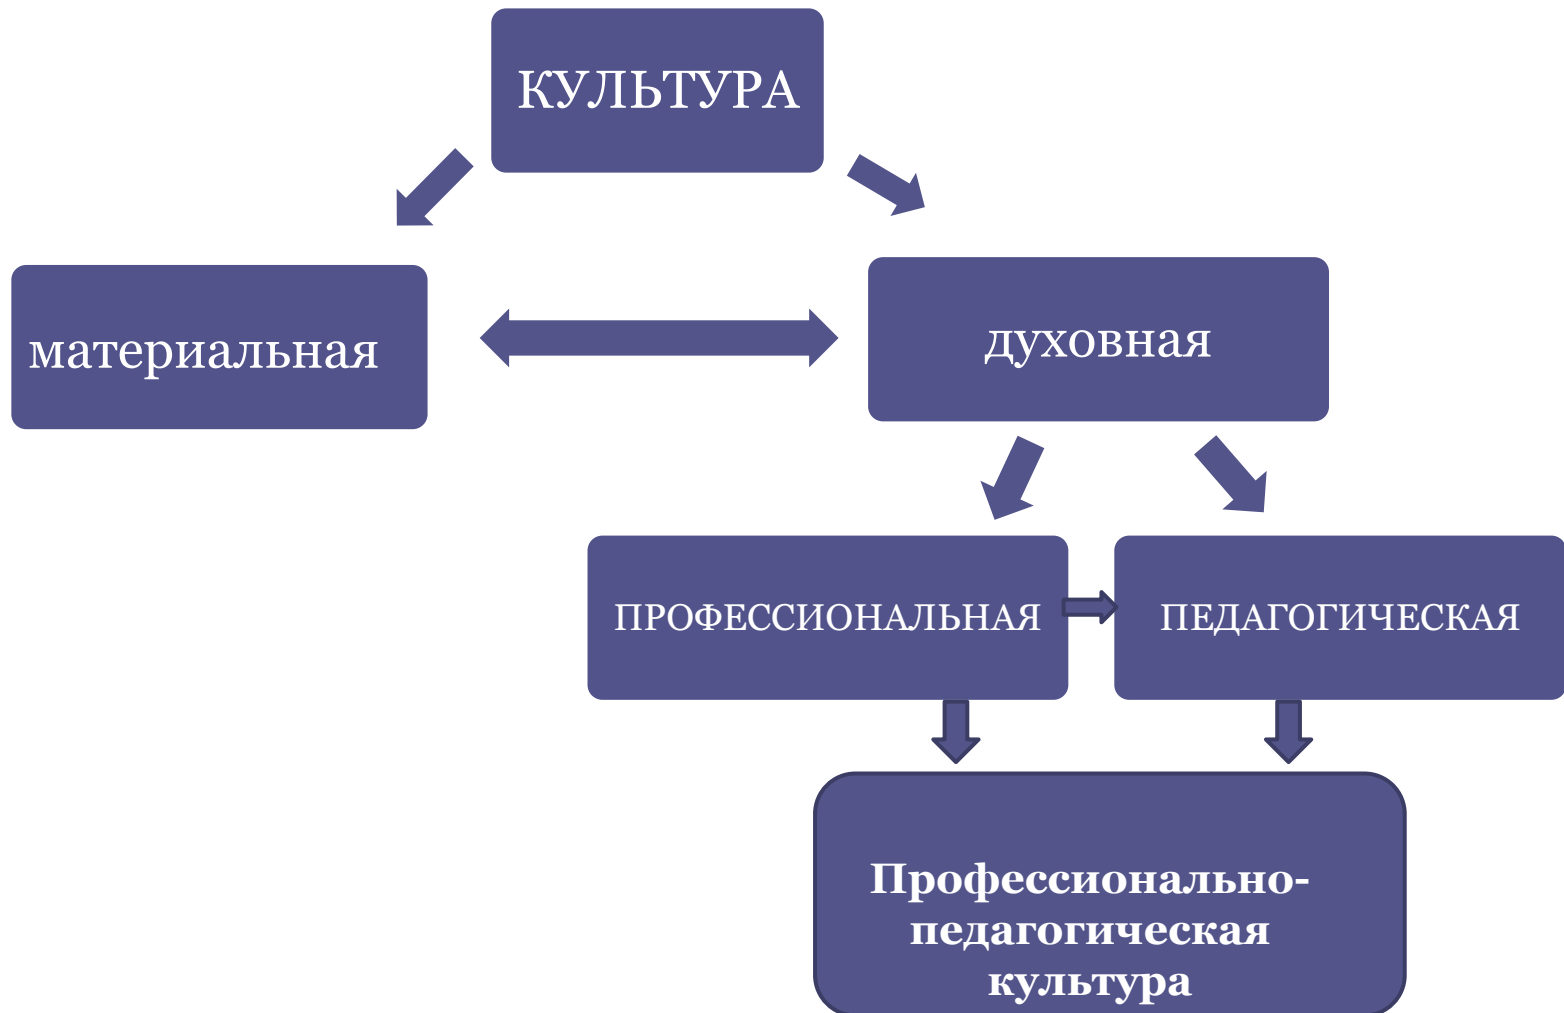 КУЛЬТУРА
материальная
духовная
ПРОФЕССИОНАЛЬНАЯ
ПЕДАГОГИЧЕСКАЯ
Профессионально-
педагогическая
культура